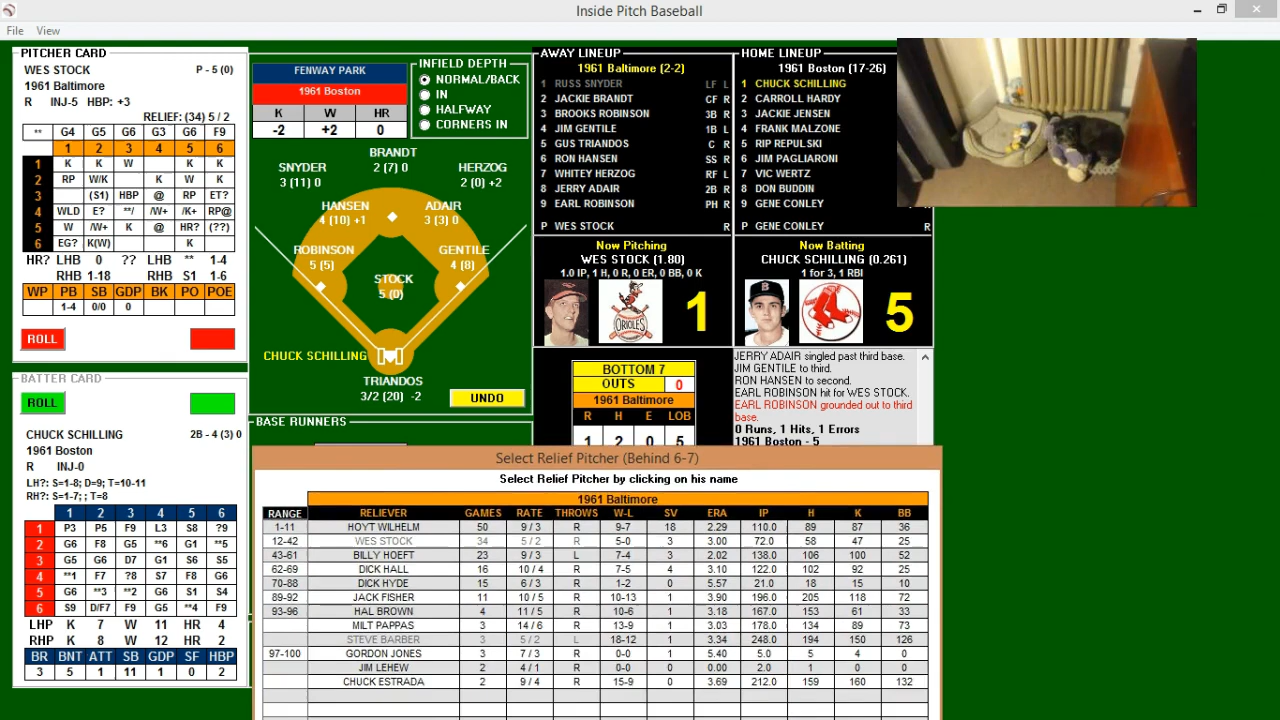 Inside Pitch Baseball
File View
PITCHER CARD
WES STOCK P - 5 (0)
1961 Baltimore
R INJ-5 HBP: +3
RELIEF: (34) 5 / 2
** G4 G5 G6 G3 G6 F9
1 2 3 4 5 6
1 K K W K K
2 RP W/K K W K
3 (S1) HBP @ RP ET?
4 WLD E? **/ /W+ /K+ RP@
5 W /W+ K @ HR? (??)
6 EG? K(W) K
HR? LHB 0 ?? LHB ** 1-4
RHB 1-18 RHB S1 1-6
WP PB SB GDP BK PO POE
1-4 0/0 0
ROLL
BATTER CARD
ROLL
CHUCK SCHILLING 2B - 4 (3) 0
1961 Boston
R INJ-0
LH?: S=1-8; D=9; T=10-11
RH?: S=1-7; ; T=8
1 2 3 4 5 6
1 P3 P5 F9 L3 S8 ?9
2 G6 F8 G5 **6 G1 **5
3 G5 G6 D7 G1 S6 S5
4 **1 F7 ?8 S7 F8 G6
5 G6 **3 **2 G6 S1 S4
6 S9 D/F7 F9 G5 **4 F9
LHP K 7 W 11 HR 4
RHP K 8 W 12 HR 2
BR BNT ATT SB GDP SF HBP
3 5 1 11 1 0 2
FENWAY PARK
1961 Boston
K W HR
-2 +2 0
INFIELD DEPTH
NORMAL/BACK
IN
HALFWAY
CORNERS IN
BRANDT
2 (7) 0
SNYDER
3 (11) 0
HERZOG
2 (0) +2
HANSEN
4 (10) +1
ADAIR
3 (3) 0
ROBINSON
5 (5)
GENTILE
4 (8)
STOCK
5 (0)
CHUCK SCHILLING
TRIANDOS
3/2 (20) -2
UNDO
BASE RUNNERS
AWAY LINEUP
1961 Baltimore (2-2)
1 RUSS SNYDER LF L
2 JACKIE BRANDT CF R
3 BROOKS ROBINSON 3B R
4 JIM GENTILE 1B L
5 GUS TRIANDOS C R
6 RON HANSEN SS R
7 WHITEY HERZOG RF L
8 JERRY ADAIR 2B R
9 EARL ROBINSON PH R
P WES STOCK R
HOME LINEUP
1961 Boston (17-26)
1 CHUCK SCHILLING
2 CARROLL HARDY
3 JACKIE JENSEN
4 FRANK MALZONE
5 RIP REPULSKI
6 JIM PAGLIARONI
7 VIC WERTZ
8 DON BUDDIN
9 GENE CONLEY
P GENE CONLEY R
Now Pitching
WES STOCK (1.80)
1.0 IP, 1 H, 0 R, 0 ER, 0 BB, 0 K
ORIOLES
1
Now Batting
CHUCK SCHILLING (0.261)
1 for 3, 1 RBI
B
5
BOTTOM 7
OUTS 0
1961 Baltimore
R H E LOB
1 2 0 5
JERRY ADAIR singled past third base.
JIM GENTILE to third.
RON HANSEN to second.
EARL ROBINSON hit for WES STOCK.
EARL ROBINSON grounded out to third
base.
0 Runs, 1 Hits, 1 Errors
1961 Boston - 5
Select Relief Pitcher (Behind 6-7)
Select Relief Pitcher by clicking on his name
1961 Baltimore
RANGE RELIEVER GAMES RATE THROWS W-L SV ERA IP H K BB
1-11 HOYT WILHELM 50 9 / 3 R 9-7 18 2.29 110.0 89 87 36
12-42 WES STOCK 34 5 / 2 R 5-0 3 3.00 72.0 58 47 25
43-61 BILLY HOEFT 23 9 / 3 L 7-4 3 2.02 138.0 106 100 52
62-69 DICK HALL 16 10 / 4 R 7-5 4 3.10 122.0 102 92 25
70-88 DICK HYDE 15 6 / 3 R 1-2 0 5.57 21.0 18 15 10
89-92 JACK FISHER 11 10 / 5 R 10-13 1 3.90 196.0 205 118 72
93-96 HAL BROWN 4 11 / 5 R 10-6 1 3.18 167.0 153 61 33
MILT PAPPAS 3 14 / 6 R 13-9 1 3.03 178.0 134 89 73
STEVE BARBER 3 5 / 2 L 18-12 1 3.34 248.0 194 150 126
97-100 GORDON JONES 3 7 / 3 R 0-0 1 5.40 5.0 5 4 0
JIM LEHEW 2 4 / 1 R 0-0 0 0.00 2.0 1 0 0
CHUCK ESTRADA 2 9 / 4 R 15-9 0 3.69 212.0 159 160 132